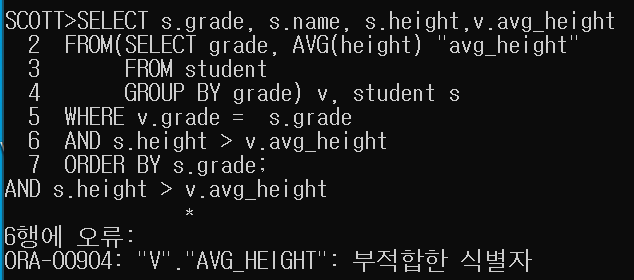 SCOTT>SELECT s.grade, s.name, s.height,v.avg_height
2 FROM(SELECT grade, AVG(height) "avg_height"
3 FROM student
4 GROUP BY grade) v, student s
5 WHERE v.grade = s.grade
6 AND s.height > v.avg_height
7 ORDER BY s.grade;
AND s.height > v.avg_height
*
6행에 오류:
ORA-00904: "V"."AVG_HEIGHT": 부적합한 식별자